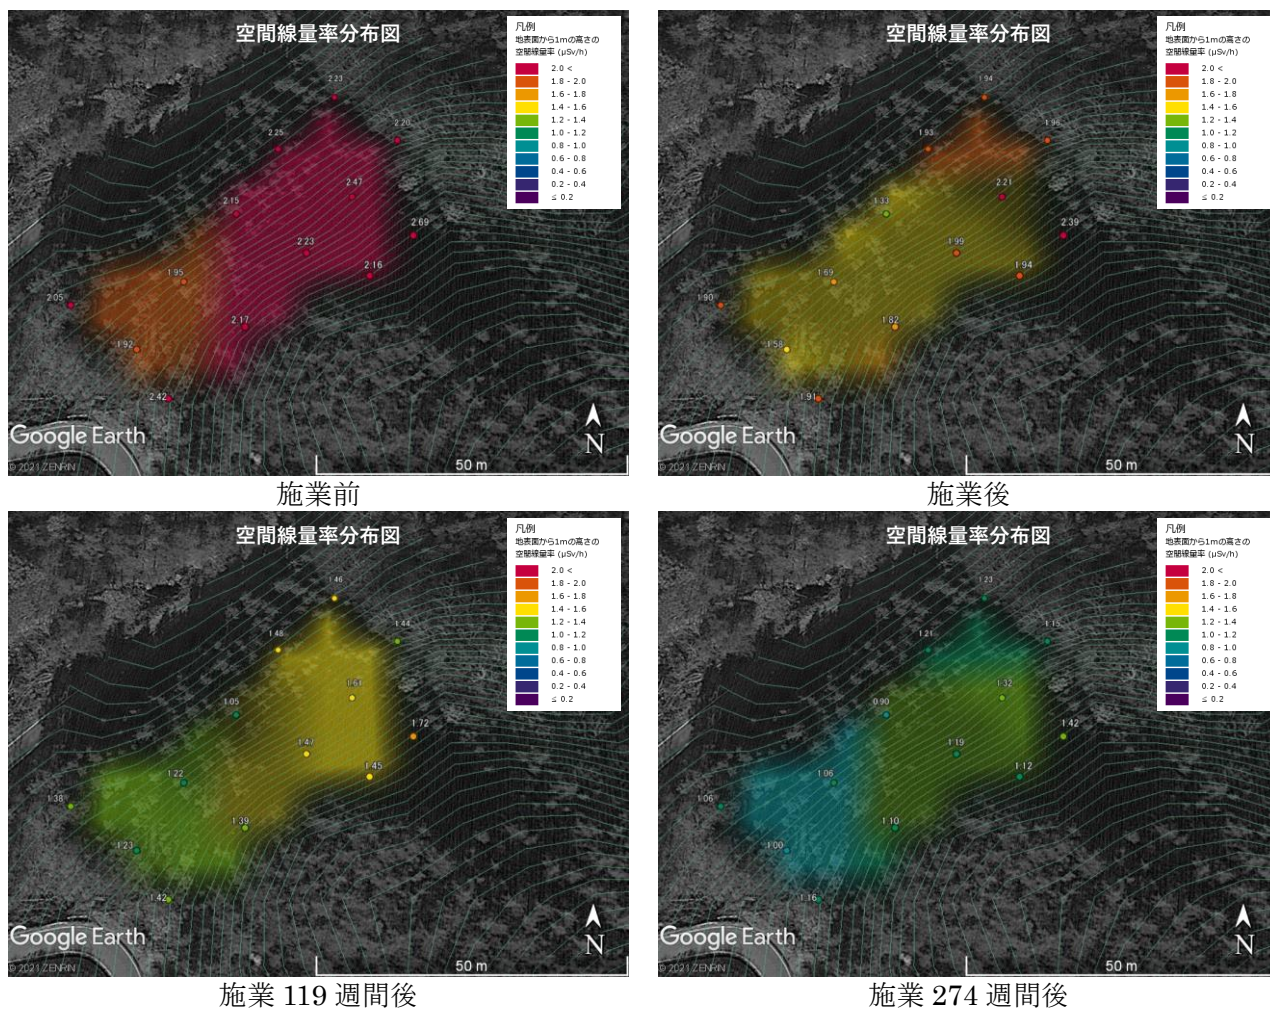 空間線量率分布図
凡例
地表面から1mの高さの
空間線量率 (μSv/h)
2.0 <
1.8 - 2.0
1.6 - 1.8
1.4 - 1.6
1.2 - 1.4
1.0 - 1.2
0.8 - 1.0
0.6 - 0.8
0.4 - 0.6
0.2 - 0.4
≤ 0.2
2.23
2.20
2.25
2.47
2.15
2.69
2.23
2.16
1.95
2.05
2.17
1.92
2.42
Google Earth
© 2021 ZENRIN
50 m
N
施業前
空間線量率分布図
凡例
地表面から1mの高さの
空間線量率 (μSv/h)
2.0 <
1.8 - 2.0
1.6 - 1.8
1.4 - 1.6
1.2 - 1.4
1.0 - 1.2
0.8 - 1.0
0.6 - 0.8
0.4 - 0.6
0.2 - 0.4
≤ 0.2
1.94
1.93
2.21
1.33
2.39
1.99
1.94
1.69
1.90
1.82
1.58
1.91
Google Earth
© 2021 ZENRIN
50 m
N
施業後
空間線量率分布図
凡例
地表面から1mの高さの
空間線量率 (μSv/h)
2.0 <
1.8 - 2.0
1.6 - 1.8
1.4 - 1.6
1.2 - 1.4
1.0 - 1.2
0.8 - 1.0
0.6 - 0.8
0.4 - 0.6
0.2 - 0.4
≤ 0.2
1.46
1.44
1.48
1.61
1.05
1.72
1.47
1.45
1.22
1.38
1.39
1.23
1.42
Google Earth
© 2021 ZENRIN
50 m
N
施業 119 週間後
空間線量率分布図
凡例
地表面から1mの高さの
空間線量率 (μSv/h)
2.0 <
1.8 - 2.0
1.6 - 1.8
1.4 - 1.6
1.2 - 1.4
1.0 - 1.2
0.8 - 1.0
0.6 - 0.8
0.4 - 0.6
0.2 - 0.4
≤ 0.2
1.23
1.15
1.21
1.32
0.90
1.42
1.19
1.12
1.06
1.06
1.10
1.00
1.16
Google Earth
© 2021 ZENRIN
50 m
N
施業 274 週間後